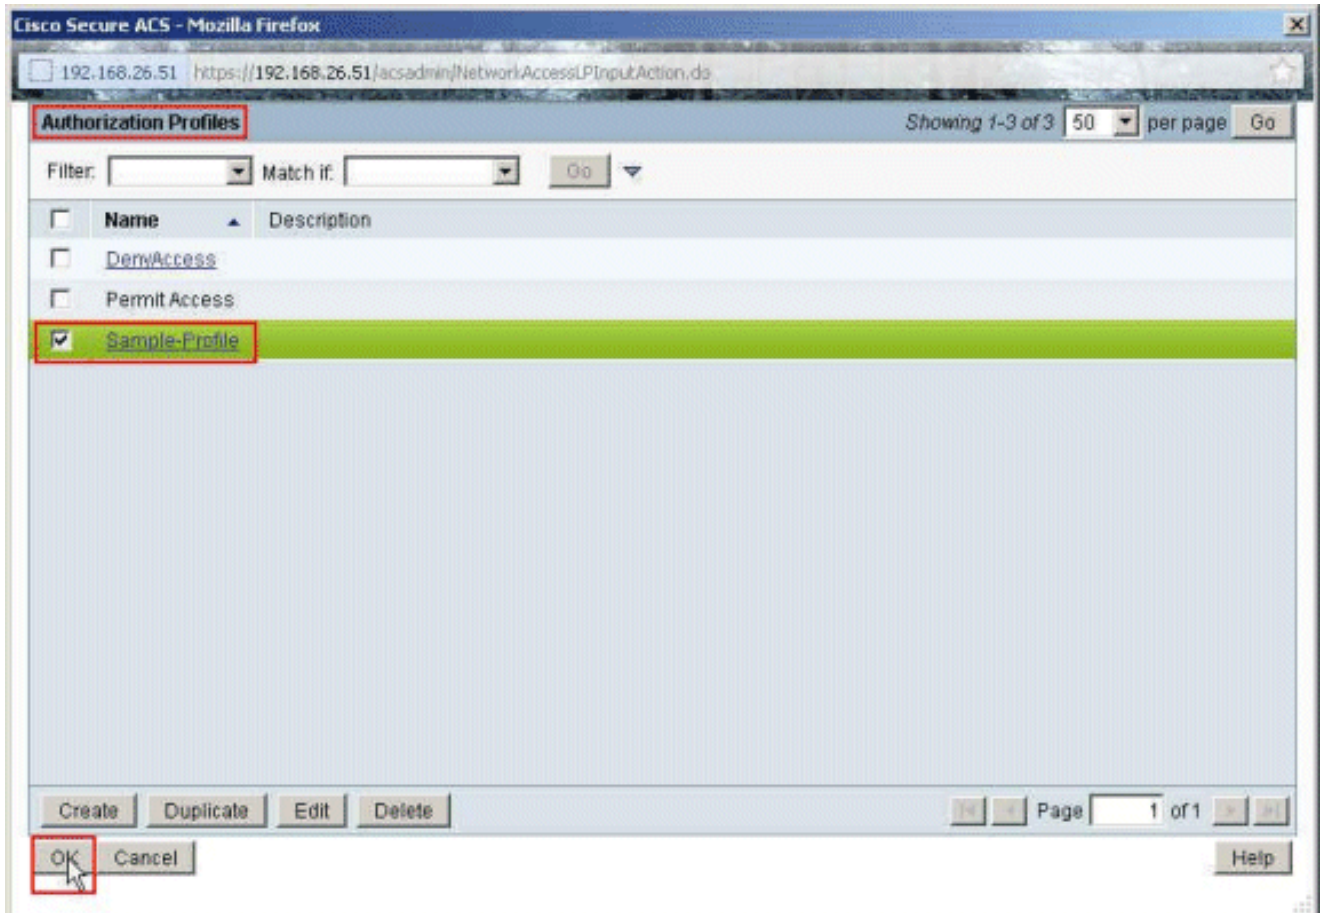 Cisco Secure ACS - Mozilla Firefox
192.168.26.51 https://192.168.26.51/acsadmin/NetworkAccessLPInputAction.do
Authorization Profiles Showing 1-3 of 3 50 per page Go
Filter: Match if: Go
Name Description
DenyAccess
Permit Access
Sample-Profile
Create Duplicate Edit Delete Page 1 of 1
OK Cancel Help